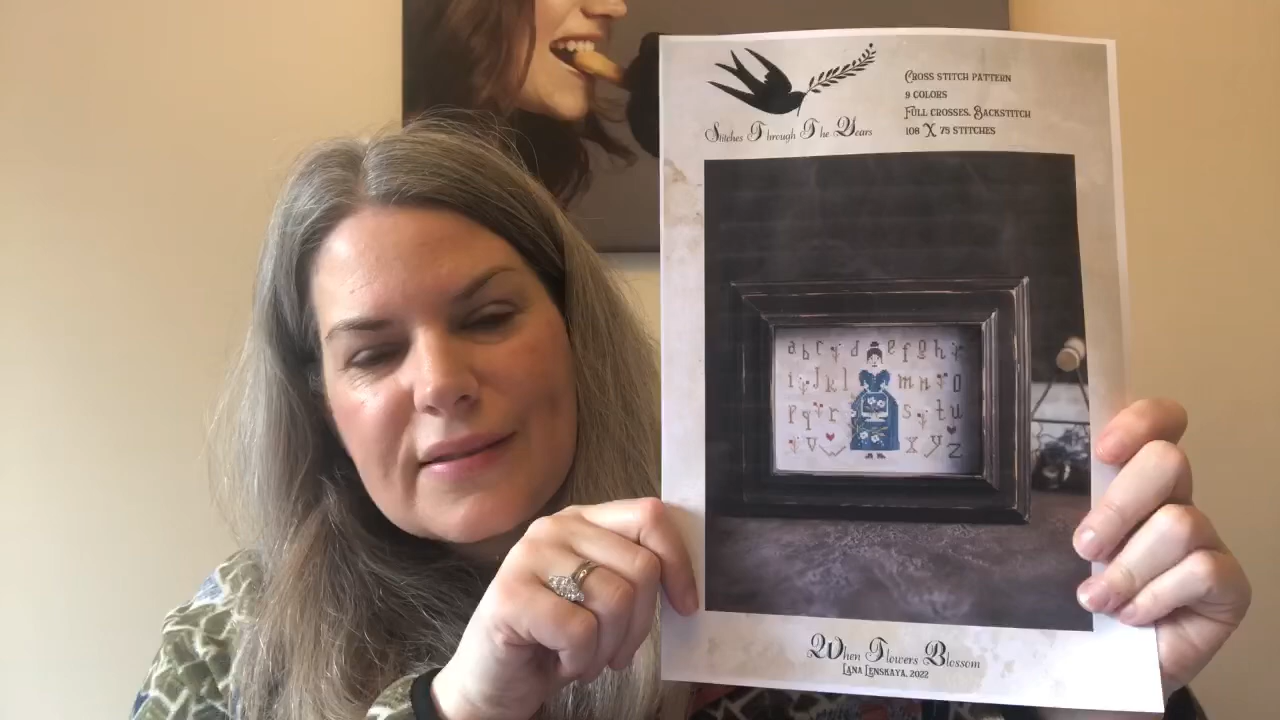 Stitches Through The Years
Cross stitch pattern
9 colors
Full crosses, Backstitch
108 X 75 stitches
a b c d e f g h
i j k l m n o
p q r s t u
v w x y z
When Flowers Blossom
Lana Lenskaya, 2022